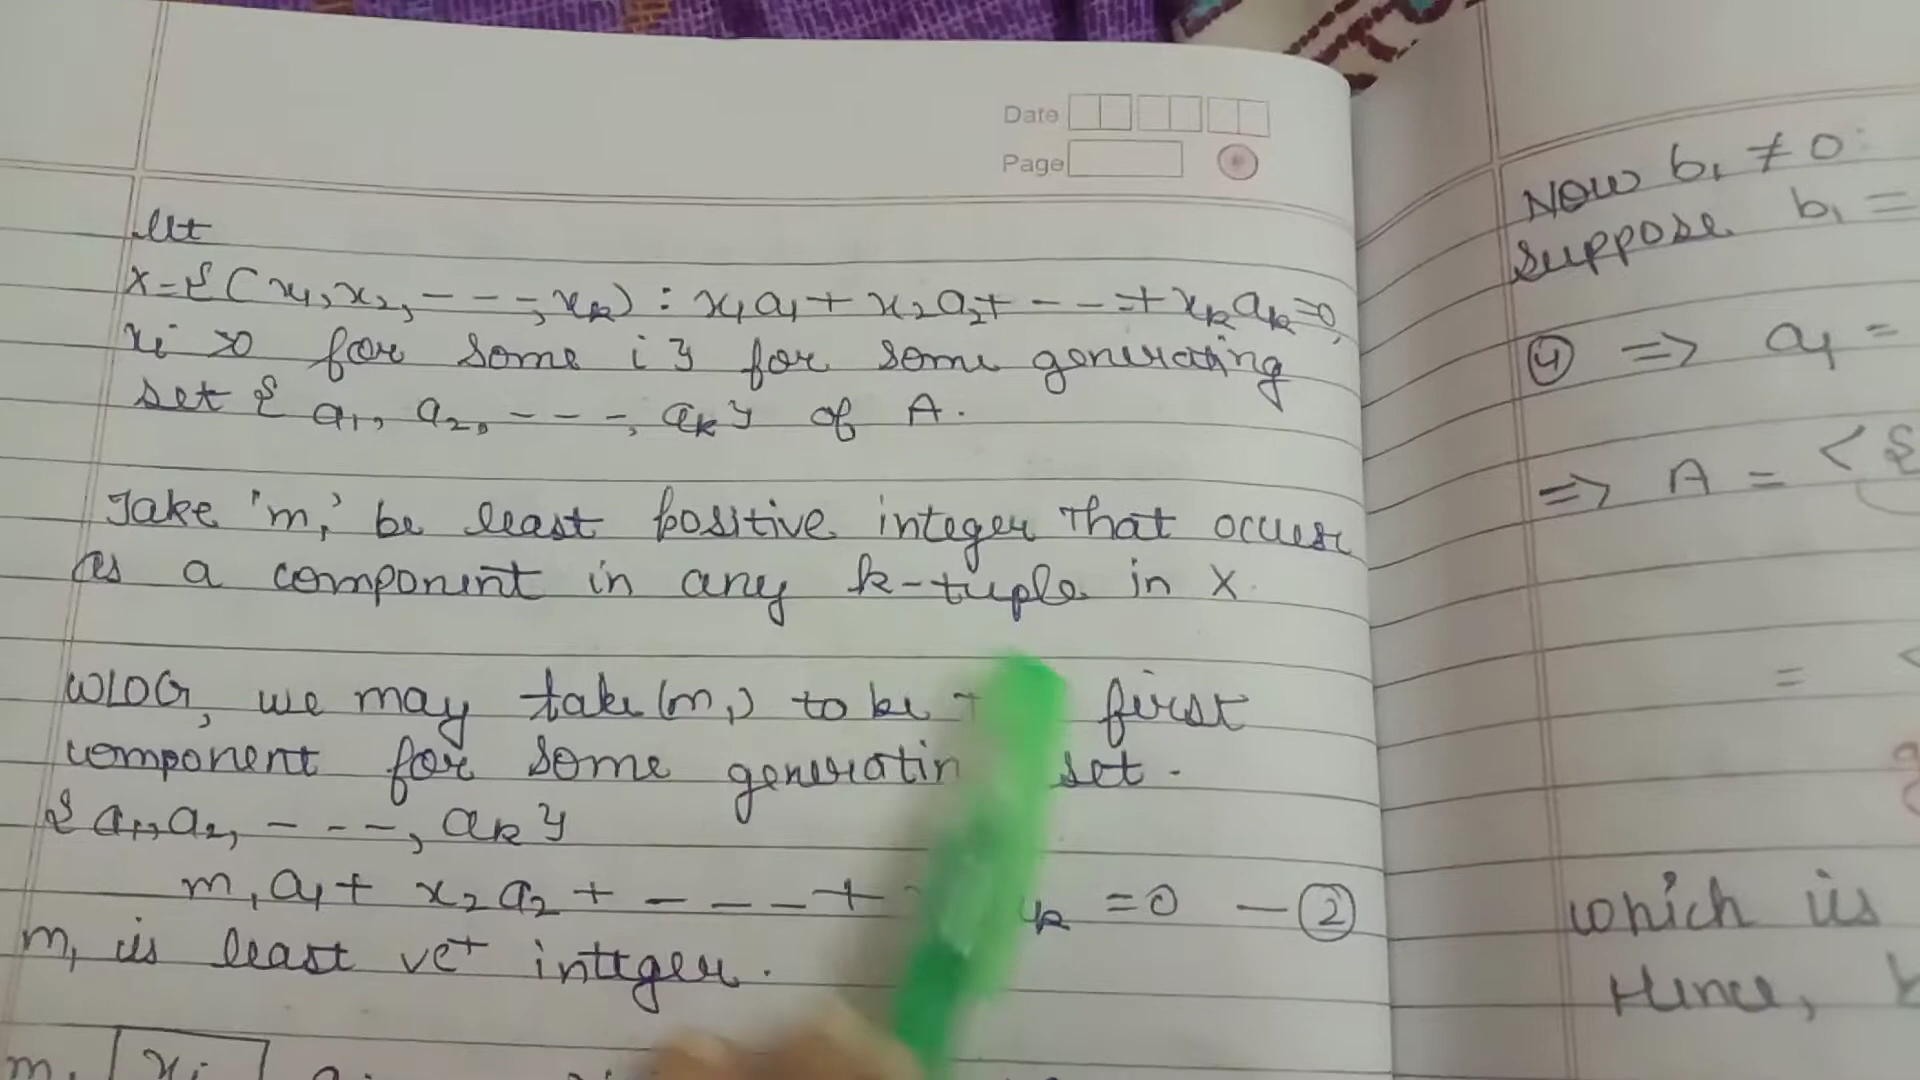 Date
Page
Let
X = { (x1, x2, - - -, xk) : x1a1 + x2a2 + - - - + xkak = 0,
xi > 0 for some i } for some generating
set { a1, a2, - - -, ak } of A.
Take 'm1' be least positive integer that occur
as a component in any k-tuple in X.
WLOG, we may take (m1) to be first
component for some generatin set -
{ a1, a2, - - -, ak }
m1a1 + x2a2 + - - - + k = 0 — ②
m1 is least ve+ integer.
Now b1 ≠ 0
suppose b1 =
④ => a1 =
=> A = < {
=
which is
Hence,